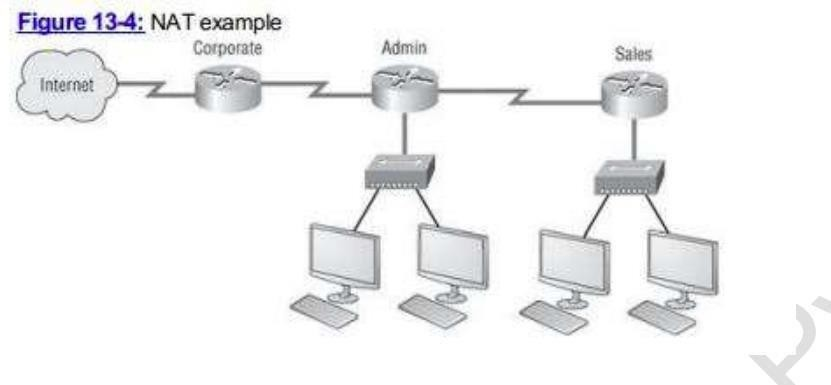 Figure 13-4: NAT example
Corporate
Admin
Sales
Internet